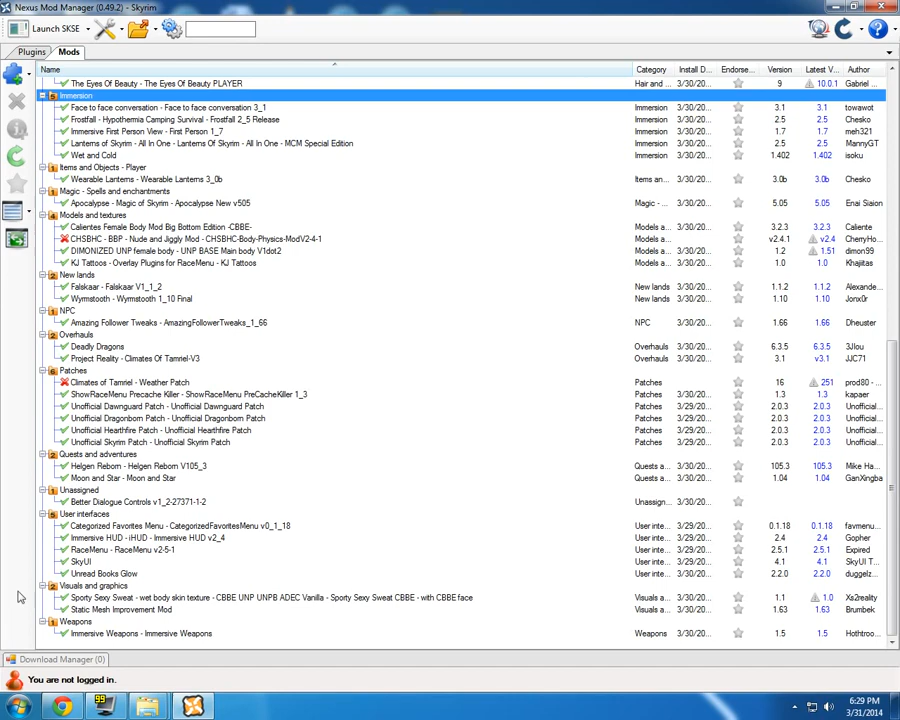 Nexus Mod Manager (0.49.2) - Skyrim
Launch SKSE
Plugins Mods
Name Category Install D... Endorse... Version Latest V... Author
The Eyes Of Beauty - The Eyes Of Beauty PLAYER Hair and ... 3/30/20... 9 10.0.1 Gabriel ...
5 Immersion
Face to face conversation - Face to face conversation 3_1 Immersion 3/30/20... 3.1 3.1 towawot
Frostfall - Hypothermia Camping Survival - Frostfall 2_5 Release Immersion 3/30/20... 2.5 2.5 Chesko
Immersive First Person View - First Person 1_7 Immersion 3/30/20... 1.7 1.7 meh321
Lanterns of Skyrim - All In One - Lanterns Of Skyrim - All In One - MCM Special Edition Immersion 3/30/20... 2.5 2.5 MannyGT
Wet and Cold Immersion 3/30/20... 1.402 1.402 isoku
1 Items and Objects - Player
Wearable Lanterns - Wearable Lanterns 3_0b Items an... 3/30/20... 3.0b 3.0b Chesko
1 Magic - Spells and enchantments
Apocalypse - Magic of Skyrim - Apocalypse New v505 Magic - ... 3/30/20... 5.05 5.05 Enai Siaion
4 Models and textures
Calientes Female Body Mod Big Bottom Edition -CBBE- Models a... 3/30/20... 3.2.3 3.2.3 Caliente
CHSBHC - BBP - Nude and Jiggly Mod - CHSBHC-Body-Physics-ModV2-4-1 Models a... 3/30/20... v2.4.1 v2.4 CherryHo...
DIMONIZED UNP female body - UNP BASE Main body V1dot2 Models a... 3/30/20... 1.2 1.51 dimon99
KJ Tattoos - Overlay Plugins for RaceMenu - KJ Tattoos Models a... 3/30/20... 1.0 1.0 Khajiitas
2 New lands
Falskaar - Falskaar V1_1_2 New lands 3/30/20... 1.1.2 1.1.2 Alexande...
Wyrmstooth - Wyrmstooth 1_10 Final New lands 3/30/20... 1.10 1.10 Jonx0r
1 NPC
Amazing Follower Tweaks - AmazingFollowerTweaks_1_66 NPC 3/30/20... 1.66 1.66 Dheuster
2 Overhauls
Deadly Dragons Overhauls 3/30/20... 6.3.5 6.3.5 3Jlou
Project Reality - Climates Of Tamriel-V3 Overhauls 3/30/20... 3.1 v3.1 JJC71
6 Patches
Climates of Tamriel - Weather Patch Patches 3/30/20... 16 251 prod80 - ...
ShowRaceMenu Precache Killer - ShowRaceMenu PreCacheKiller 1_3 Patches 3/30/20... 1.3 1.3 kapaer
Unofficial Dawnguard Patch - Unofficial Dawnguard Patch Patches 3/29/20... 2.0.3 2.0.3 Unofficial...
Unofficial Dragonborn Patch - Unofficial Dragonborn Patch Patches 3/29/20... 2.0.3 2.0.3 Unofficial...
Unofficial Hearthfire Patch - Unofficial Hearthfire Patch Patches 3/29/20... 2.0.3 2.0.3 Unofficial...
Unofficial Skyrim Patch - Unofficial Skyrim Patch Patches 3/29/20... 2.0.3 2.0.3 Unofficial...
2 Quests and adventures
Helgen Reborn - Helgen Reborn V105_3 Quests a... 3/30/20... 105.3 105.3 Mike Ha...
Moon and Star - Moon and Star Quests a... 3/30/20... 1.04 1.04 GanXingba
1 Unassigned
Better Dialogue Controls v1_2-27371-1-2 Unassign... 3/30/20...
5 User interfaces
Categorized Favorites Menu - CategorizedFavoritesMenu v0_1_18 User inte... 3/29/20... 0.1.18 0.1.18 favmenu...
Immersive HUD - iHUD - Immersive HUD v2_4 User inte... 3/29/20... 2.4 2.4 Gopher
RaceMenu - RaceMenu v2-5-1 User inte... 3/29/20... 2.5.1 2.5.1 Expired
SkyUI User inte... 3/30/20... 4.1 4.1 SkyUI T...
Unread Books Glow User inte... 3/30/20... 2.2.0 2.2.0 duggelz...
2 Visuals and graphics
Sporty Sexy Sweat - wet body skin texture - CBBE UNP UNPB ADEC Vanilla - Sporty Sexy Sweat CBBE - with CBBE face Visuals a... 3/30/20... 1.1 1.0 Xs2reality
Static Mesh Improvement Mod Visuals a... 3/30/20... 1.63 1.63 Brumbek
1 Weapons
Immersive Weapons - Immersive Weapons Weapons 3/30/20... 1.5 1.5 Hothtroo...
Download Manager (0)
You are not logged in.
99
6:29 PM
3/31/2014